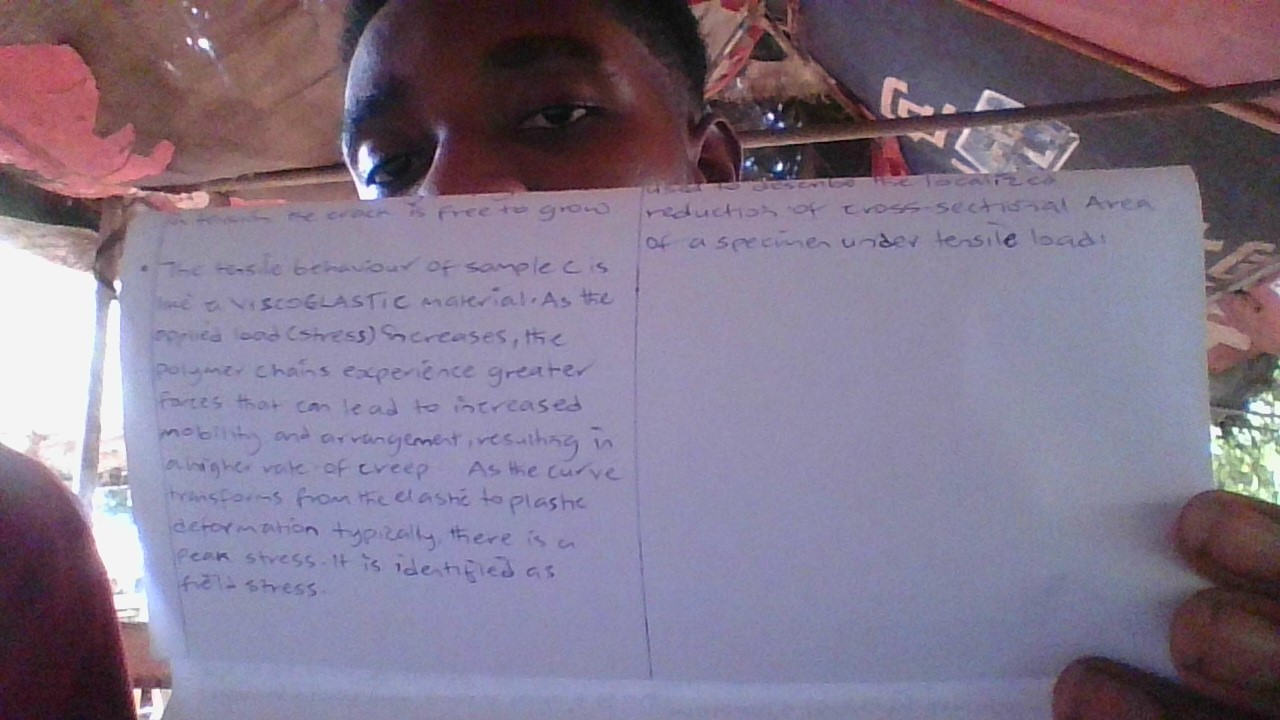 the crack is free to grow
• The tensile behaviour of sample C is
like a VISCOELASTIC material. As the
applied load (stress) increases, the
polymer chains experience greater
forces that can lead to increased
mobility and arrangement, resulting in
a higher rate of creep As the curve
transforms from the elastic to plastic
deformation typically, there is a
peak stress. It is identified as
field stress.
used to describe the localized
reduction of cross-sectional Area
of a specimen under tensile load.